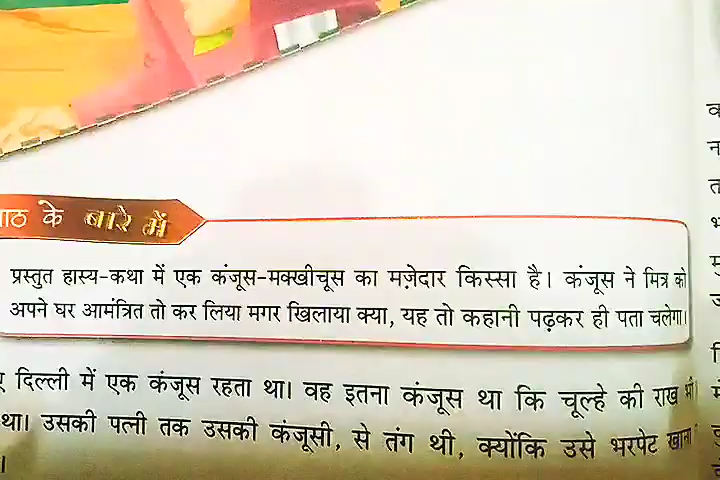 के बारे में
प्रस्तुत हास्य-कथा में एक कंजूस-मक्खीचूस का मज़ेदार किस्सा है। कंजूस ने मित्र को
अपने घर आमंत्रित तो कर लिया मगर खिलाया क्या, यह तो कहानी पढ़कर ही पता चलेगा।
दिल्ली में एक कंजूस रहता था। वह इतना कंजूस था कि चूल्हे की राख भी
था। उसकी पत्नी तक उसकी कंजूसी, से तंग थी, क्योंकि उसे भरपेट खाना